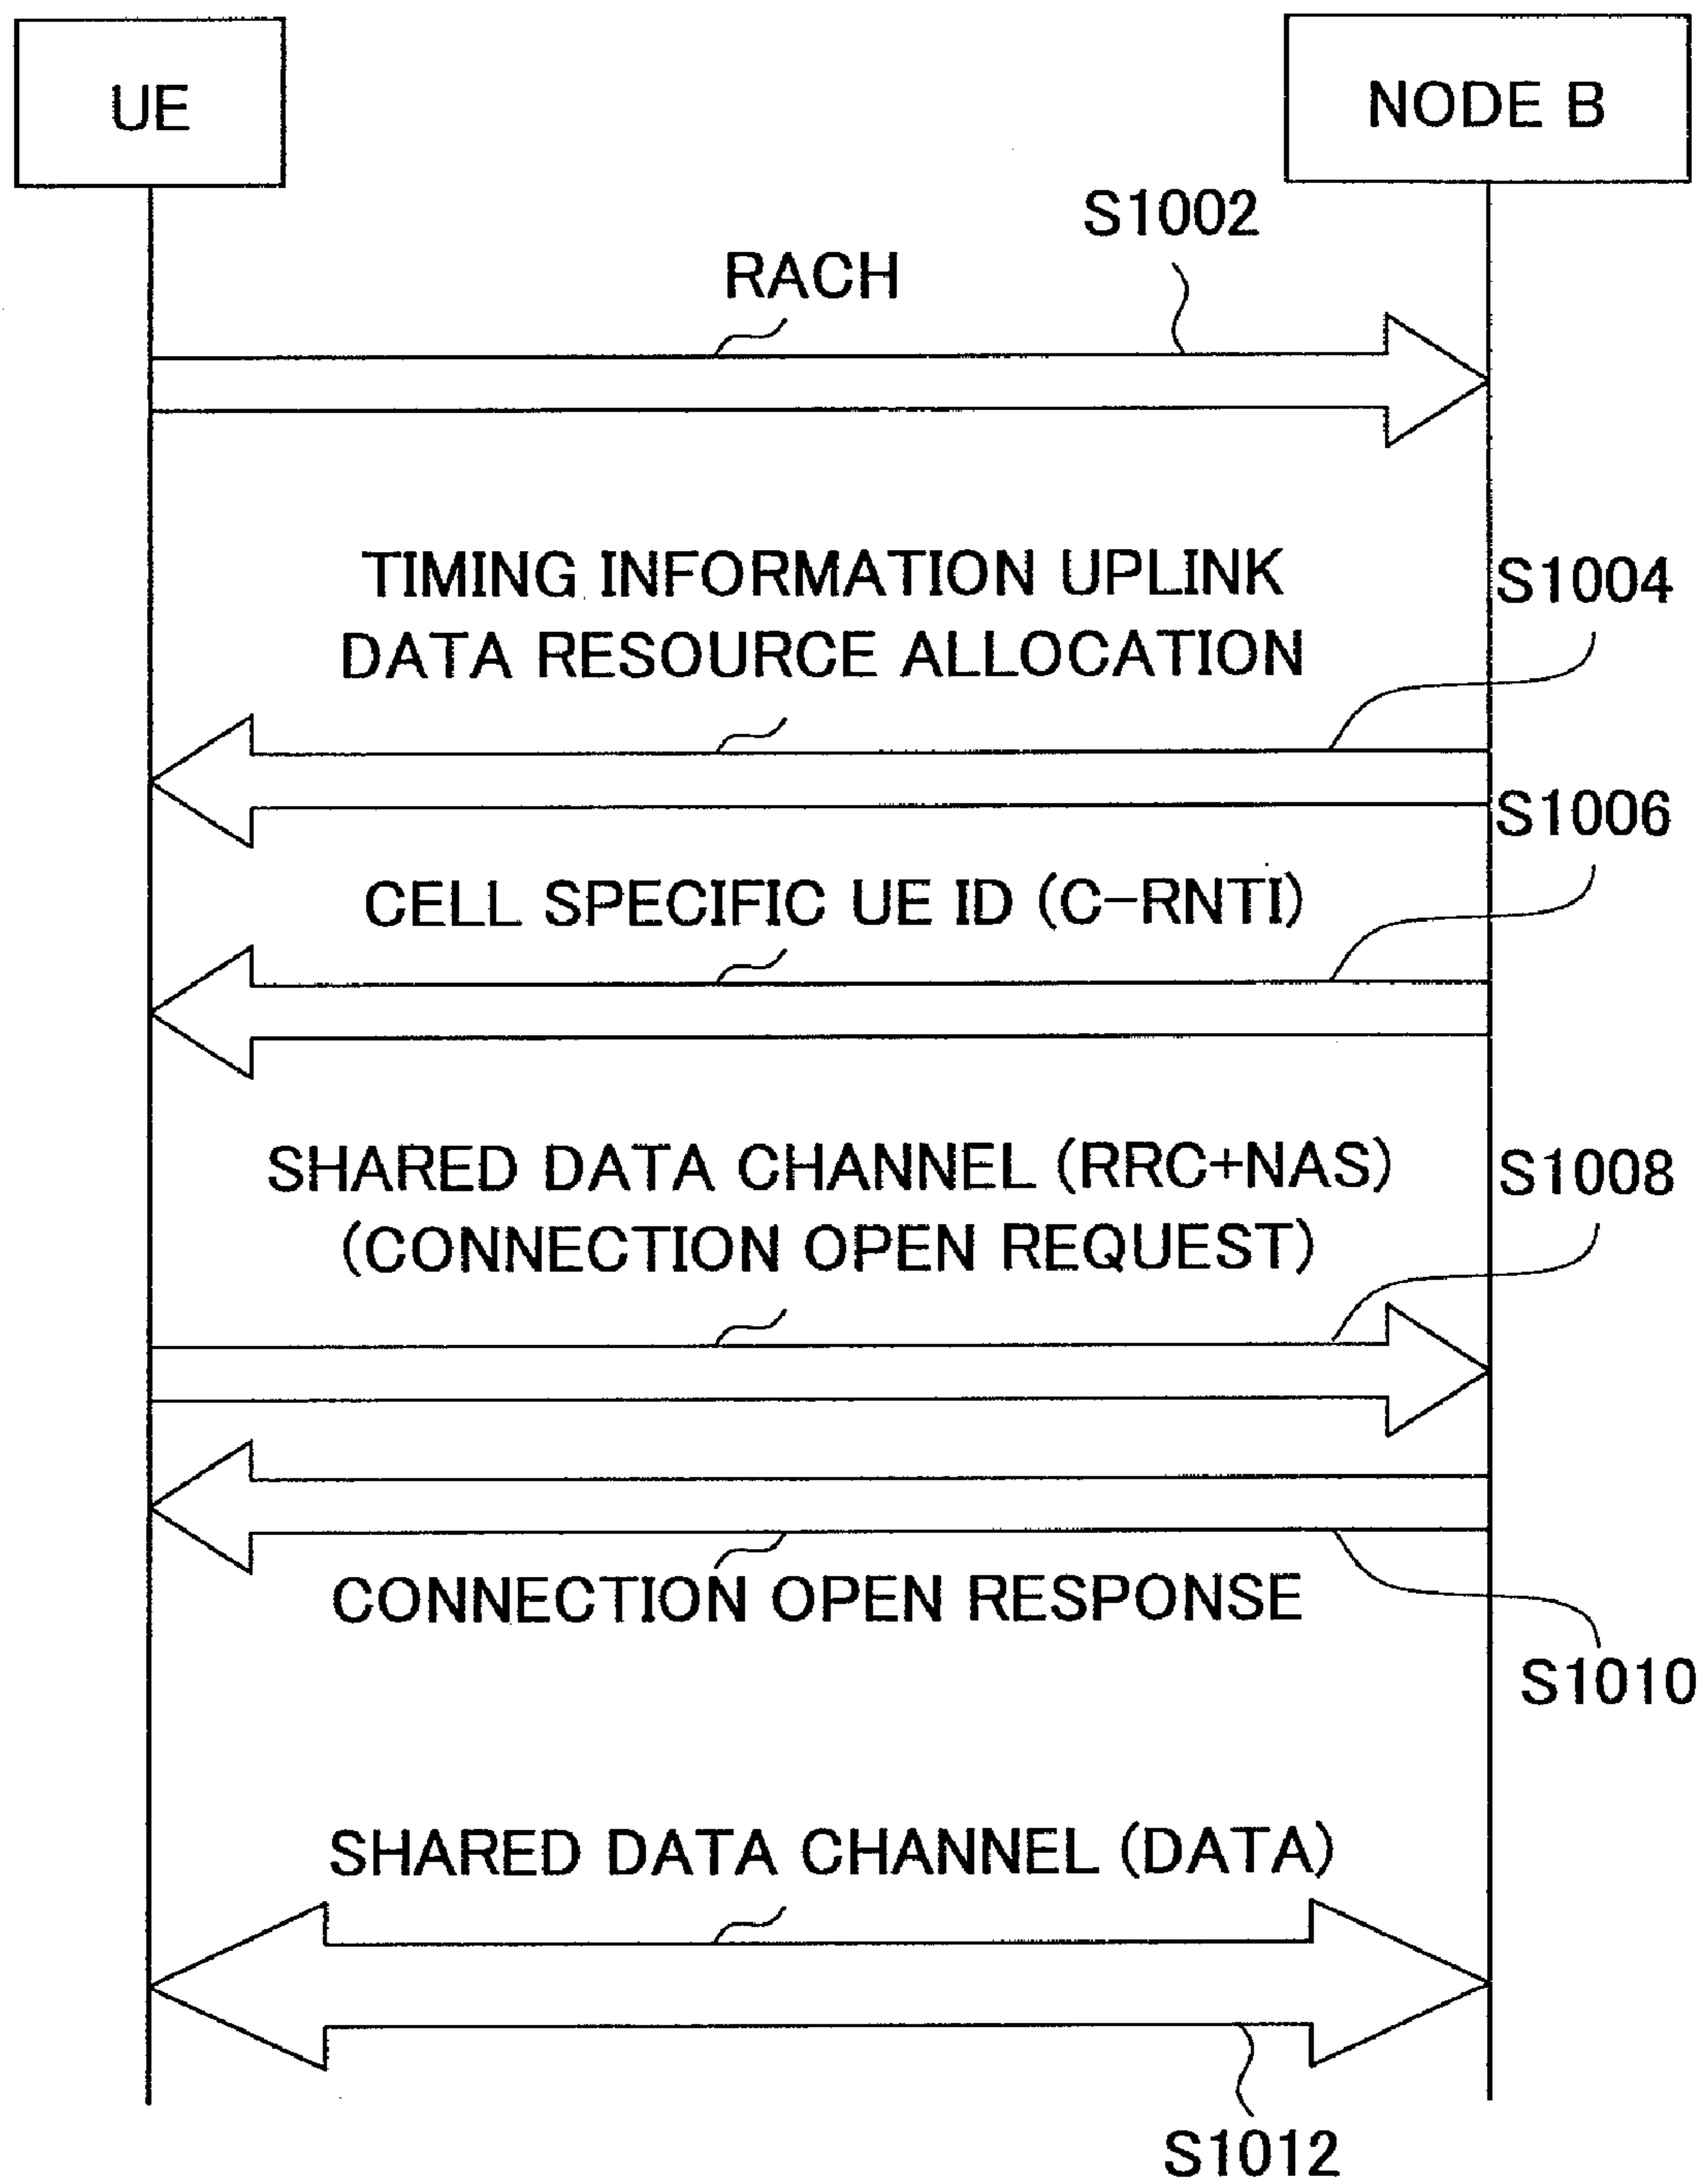 UE
NODE B
S1002
RACH
TIMING INFORMATION UPLINK
DATA RESOURCE ALLOCATION
S1004
S1006
CELL SPECIFIC UE ID (C-RNTI)
SHARED DATA CHANNEL (RRC+NAS)
(CONNECTION OPEN REQUEST)
S1008
CONNECTION OPEN RESPONSE
S1010
SHARED DATA CHANNEL (DATA)
S1012